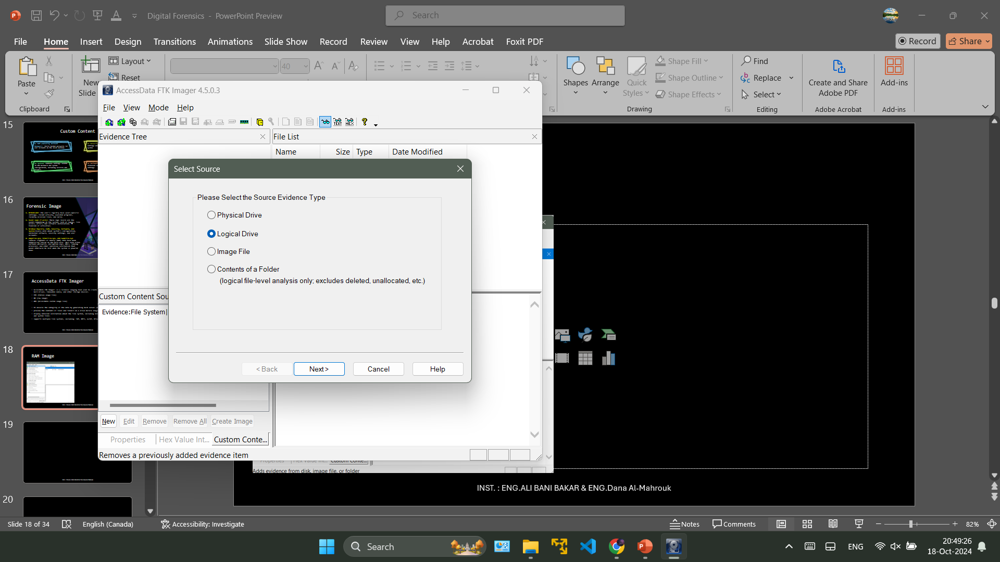 Digital Forensics - PowerPoint Preview
Search
File Home Insert Design Transitions Animations Slide Show Record Review View Help Acrobat Foxit PDF
Record
Share
Paste
Clipboard
New
Slide
Layout
Reset
40
Shapes
Arrange
Quick
Styles
Shape Fill
Shape Outline
Shape Effects
Drawing
Find
Replace
Select
Editing
Create and Share
Adobe PDF
Adobe Acrobat
Add-ins
Add-ins
15
Custom Content
16
Forensic Image
17
AccessData FTK Imager
18
RAM Image
19
20
AccessData FTK Imager 4.5.0.3
File View Mode Help
Evidence Tree
File List
Name Size Type Date Modified
Select Source
Please Select the Source Evidence Type
Physical Drive
Logical Drive
Image File
Contents of a Folder
(logical file-level analysis only; excludes deleted, unallocated, etc.)
< Back Next > Cancel Help
Custom Content Sou
Evidence:File System|
New Edit Remove Remove All Create Image
Properties Hex Value Int... Custom Conte...
Removes a previously added evidence item
Adds evidence from disk, image file, or folder
INST. : ENG.ALI BANI BAKAR & ENG.Dana Al-Mahrouk
Slide 18 of 34
English (Canada)
Accessibility: Investigate
Notes
Comments
82%
Search
ENG
20:49:26
18-Oct-2024